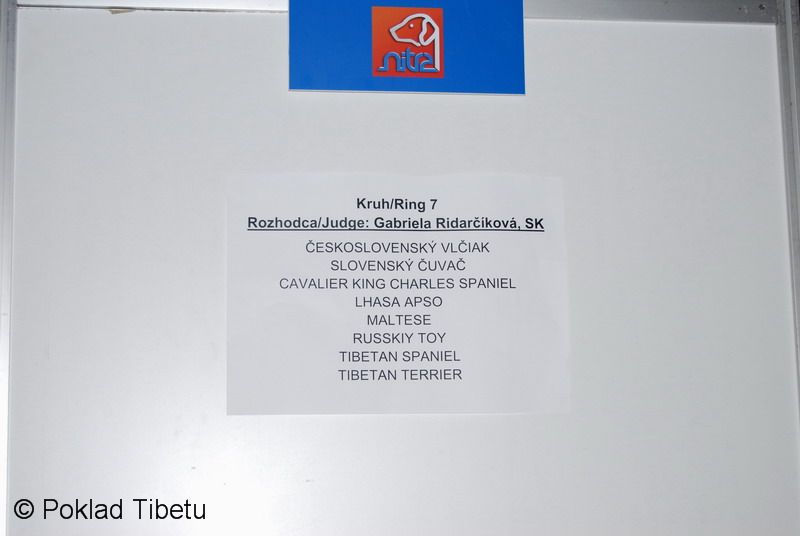 nitra
Kruh/Ring 7
Rozhodca/Judge: Gabriela Ridarčíková, SK
ČESKOSLOVENSKÝ VLČIAK
SLOVENSKÝ ČUVAČ
CAVALIER KING CHARLES SPANIEL
LHASA APSO
MALTESE
RUSSKIY TOY
TIBETAN SPANIEL
TIBETAN TERRIER
© Poklad Tibetu